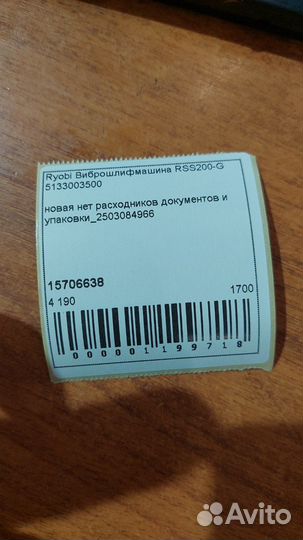 Ryobi Виброшлифмашина RSS200-G
5133003500
новая нет расходников документов и
упаковки_2503084966
15706638
4 190 1700
000001199718
Avito